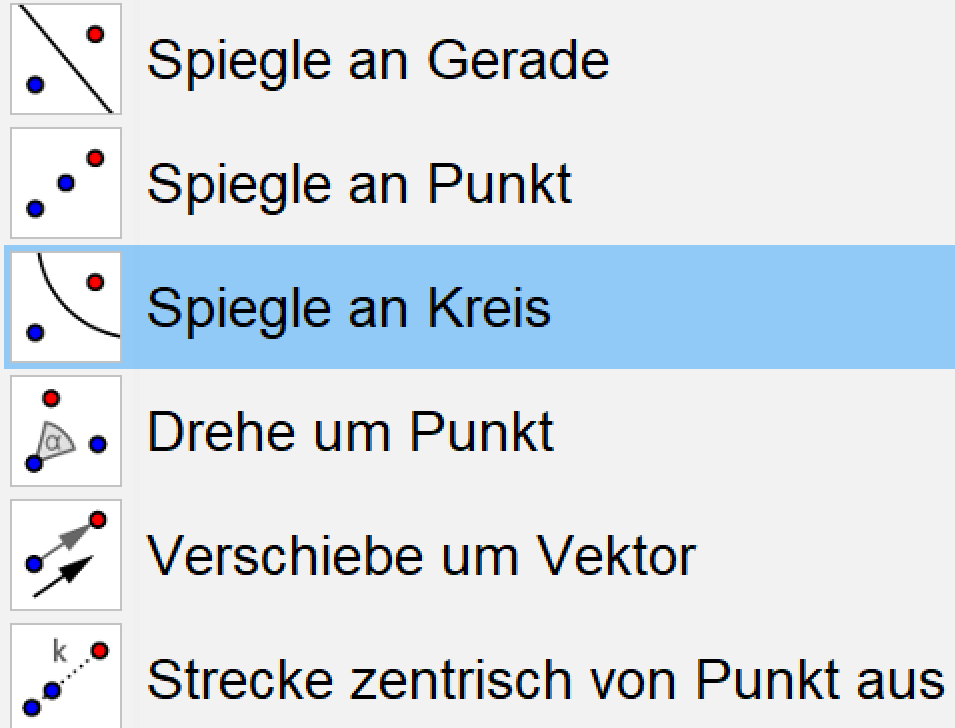 Spiegle an Gerade
Spiegle an Punkt
Spiegle an Kreis
α
Drehe um Punkt
Verschiebe um Vektor
k
Strecke zentrisch von Punkt aus